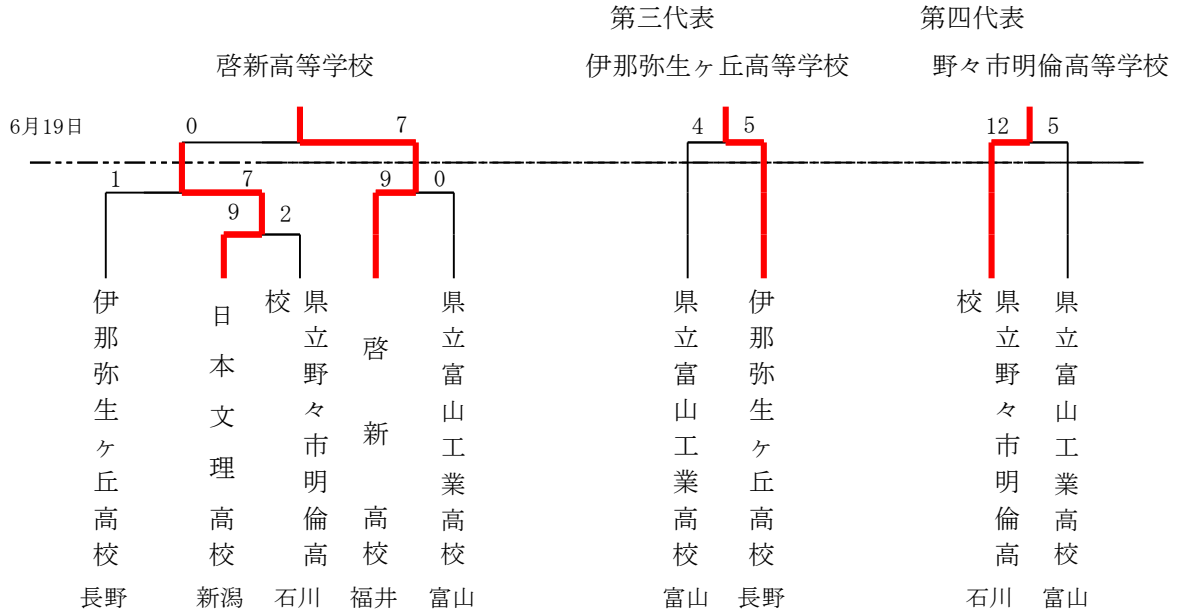 第三代表
第四代表
啓新高等学校
伊那弥生ヶ丘高等学校
野々市明倫高等学校
6月19日
0
7
4
5
12
5
1
7
9
0
9
2
伊那弥生ヶ丘高校
日本文理高校
県立野々市明倫高校
啓新高校
県立富山工業高校
県立富山工業高校
伊那弥生ヶ丘高校
県立野々市明倫高校
県立富山工業高校
長野
新潟
石川
福井
富山
富山
長野
石川
富山